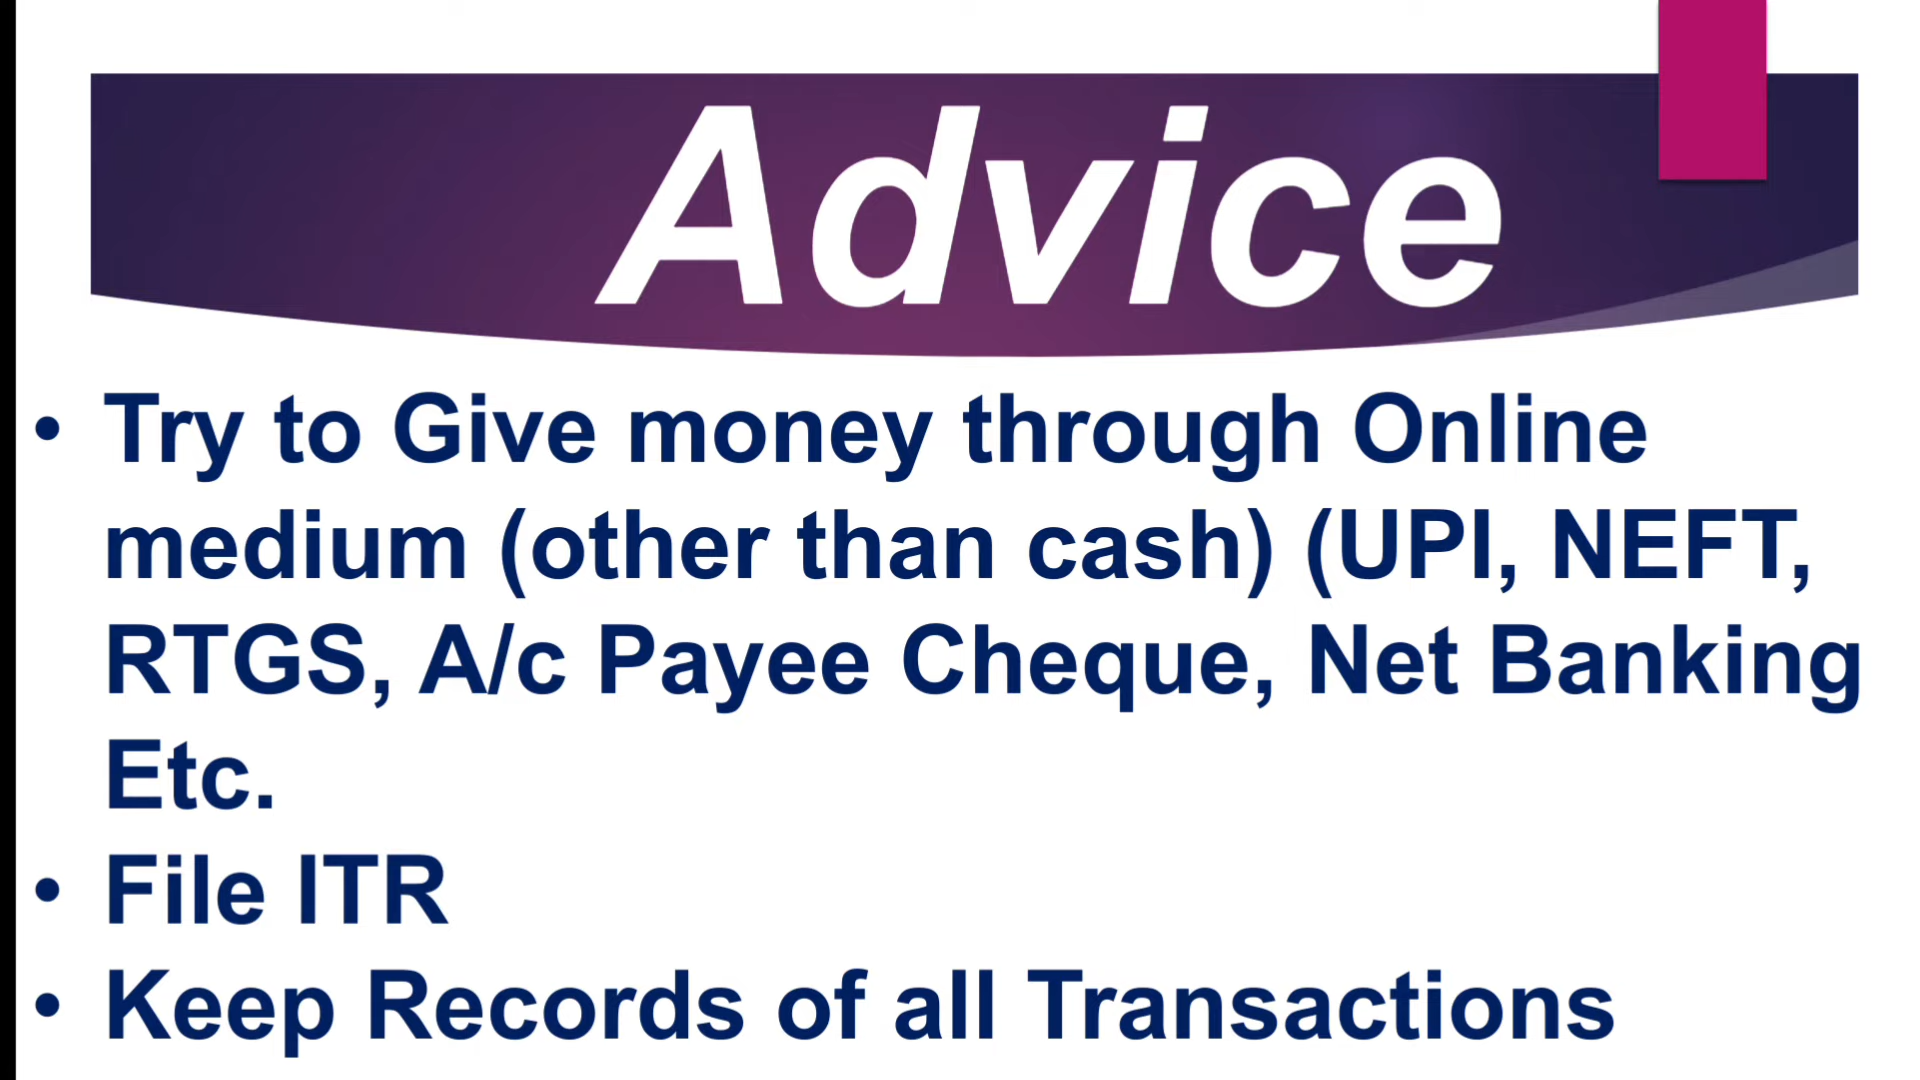 Advice
• Try to Give money through Online
medium (other than cash) (UPI, NEFT,
RTGS, A/c Payee Cheque, Net Banking
Etc.
• File ITR
• Keep Records of all Transactions